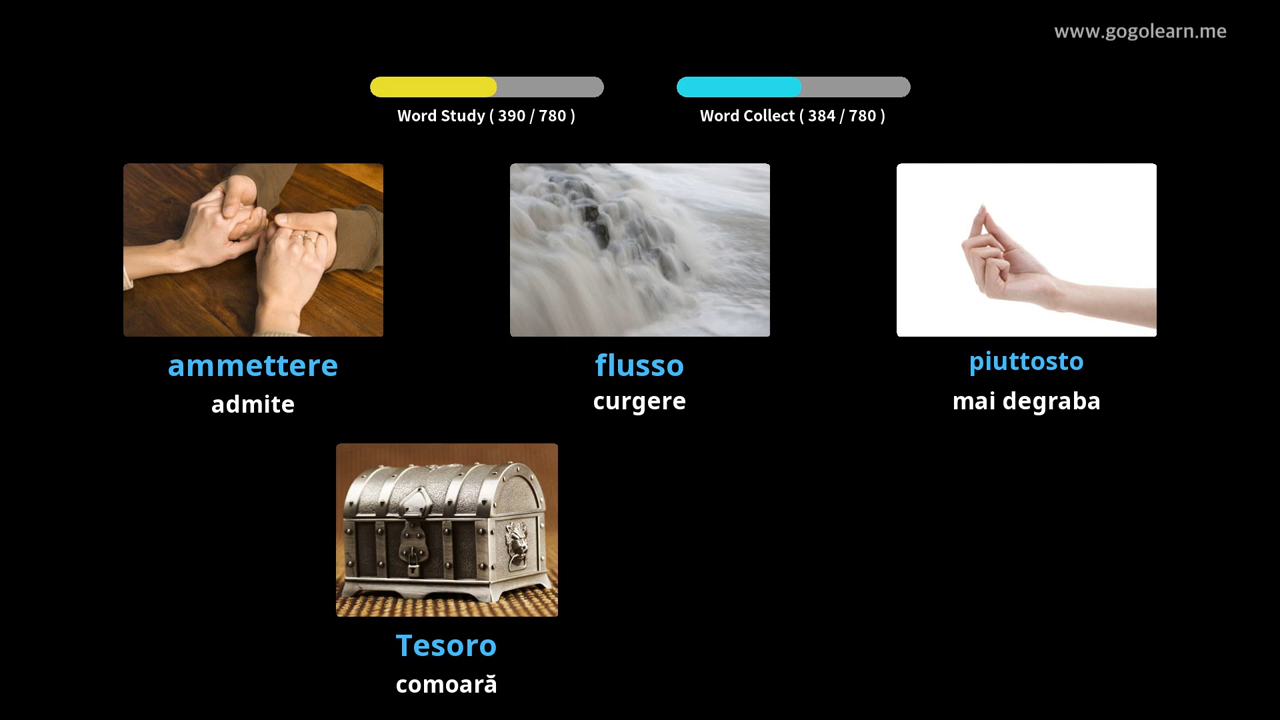 www.gogolearn.me
Word Study ( 390 / 780 )
Word Collect ( 384 / 780 )
ammettere
admite
flusso
curgere
piuttosto
mai degraba
Tesoro
comoară